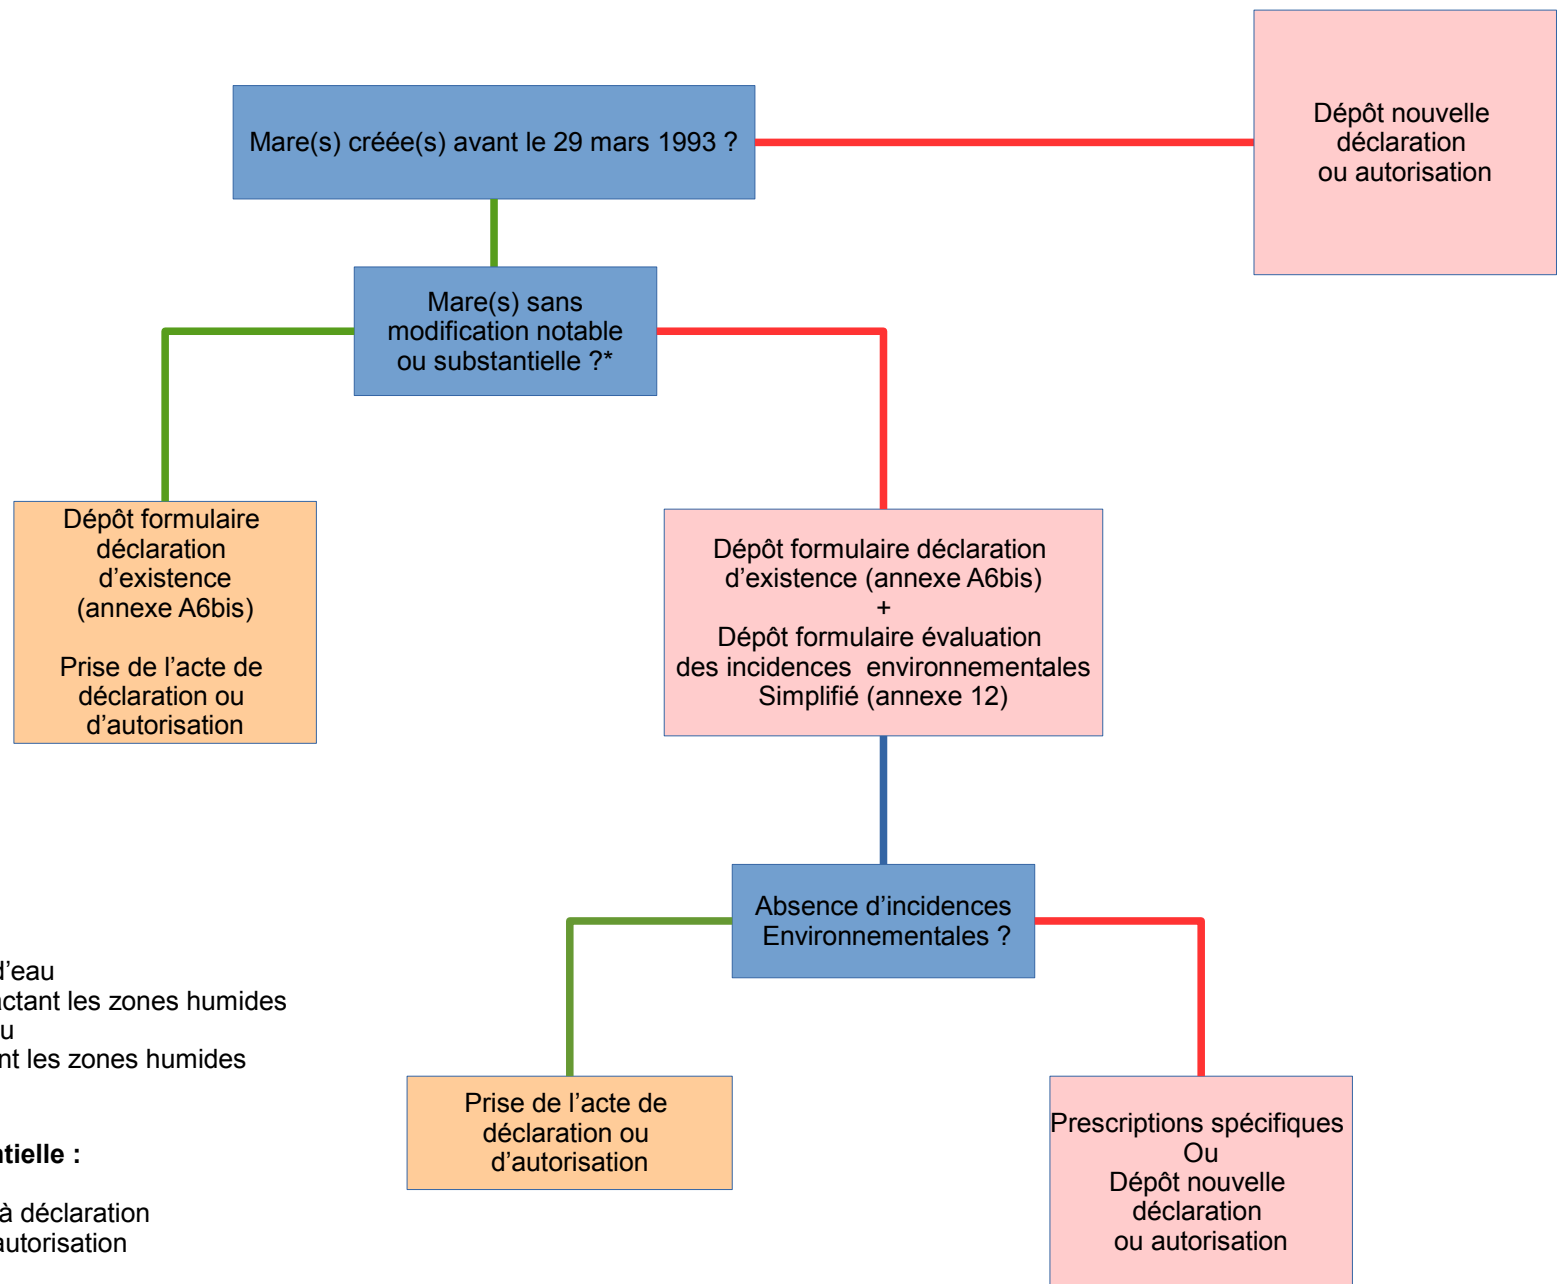 Mare(s) créée(s) avant le 29 mars 1993 ?
Dépôt nouvelle
déclaration
ou autorisation
Mare(s) sans
modification notable
ou substantielle ?*
Dépôt formulaire
déclaration
d'existence
(annexe A6bis)
Prise de l'acte de
déclaration ou
d'autorisation
Dépôt formulaire déclaration
d'existence (annexe A6bis)
+
Dépôt formulaire évaluation
des incidences environnementales
Simplifié (annexe 12)
Absence d'incidences
Environnementales ?
Prise de l'acte de
déclaration ou
d'autorisation
Prescriptions spécifiques
Ou
Dépôt nouvelle
déclaration
ou autorisation
d'eau
les zones humides
les zones humides
à déclaration
autorisation